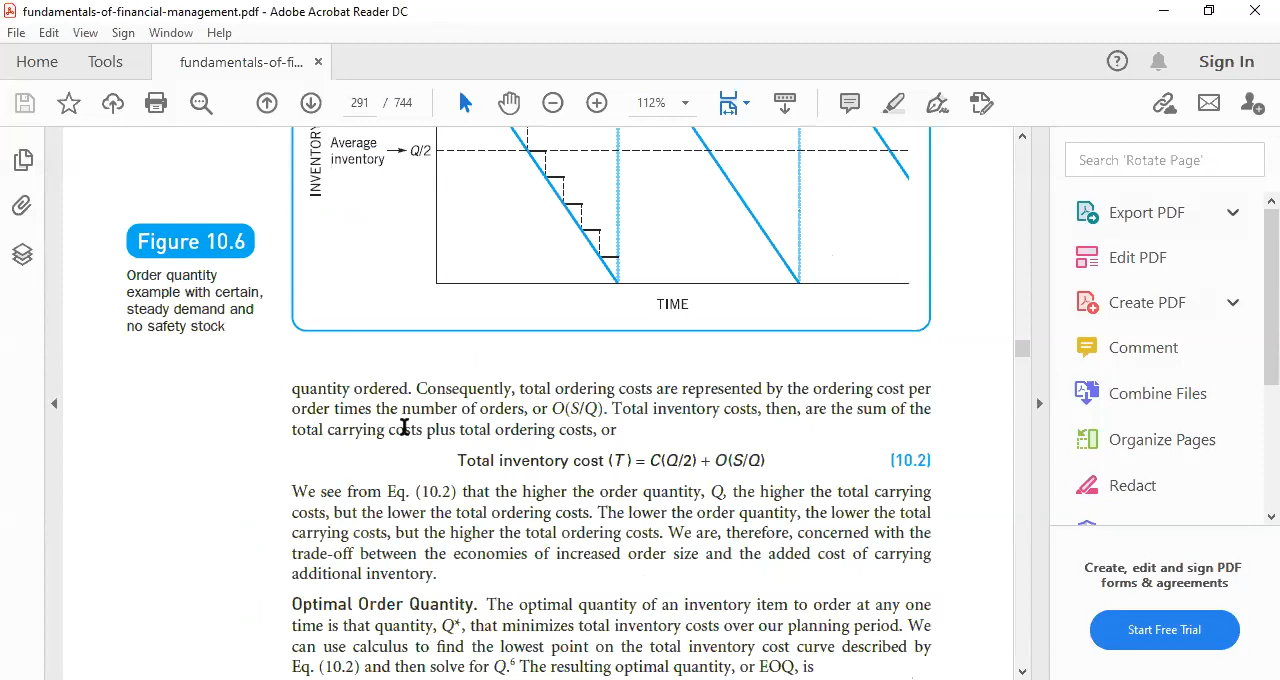 fundamentals-of-financial-management.pdf - Adobe Acrobat Reader DC
File Edit View Sign Window Help
Home Tools fundamentals-of-fi... × Sign In
291 / 744 112%
INVENTORY
Average
inventory Q/2
Figure 10.6
Order quantity
example with certain,
steady demand and
no safety stock
TIME
quantity ordered. Consequently, total ordering costs are represented by the ordering cost per
order times the number of orders, or O(S/Q). Total inventory costs, then, are the sum of the
total carrying costs plus total ordering costs, or
Total inventory cost (T) = C(Q/2) + O(S/Q) (10.2)
We see from Eq. (10.2) that the higher the order quantity, Q, the higher the total carrying
costs, but the lower the total ordering costs. The lower the order quantity, the lower the total
carrying costs, but the higher the total ordering costs. We are, therefore, concerned with the
trade-off between the economies of increased order size and the added cost of carrying
additional inventory.
Optimal Order Quantity. The optimal quantity of an inventory item to order at any one
time is that quantity, Q*, that minimizes total inventory costs over our planning period. We
can use calculus to find the lowest point on the total inventory cost curve described by
Eq. (10.2) and then solve for Q.⁶ The resulting optimal quantity, or EOQ, is
Search 'Rotate Page'
Export PDF
Edit PDF
Create PDF
Comment
Combine Files
Organize Pages
Redact
Create, edit and sign PDF
forms & agreements
Start Free Trial